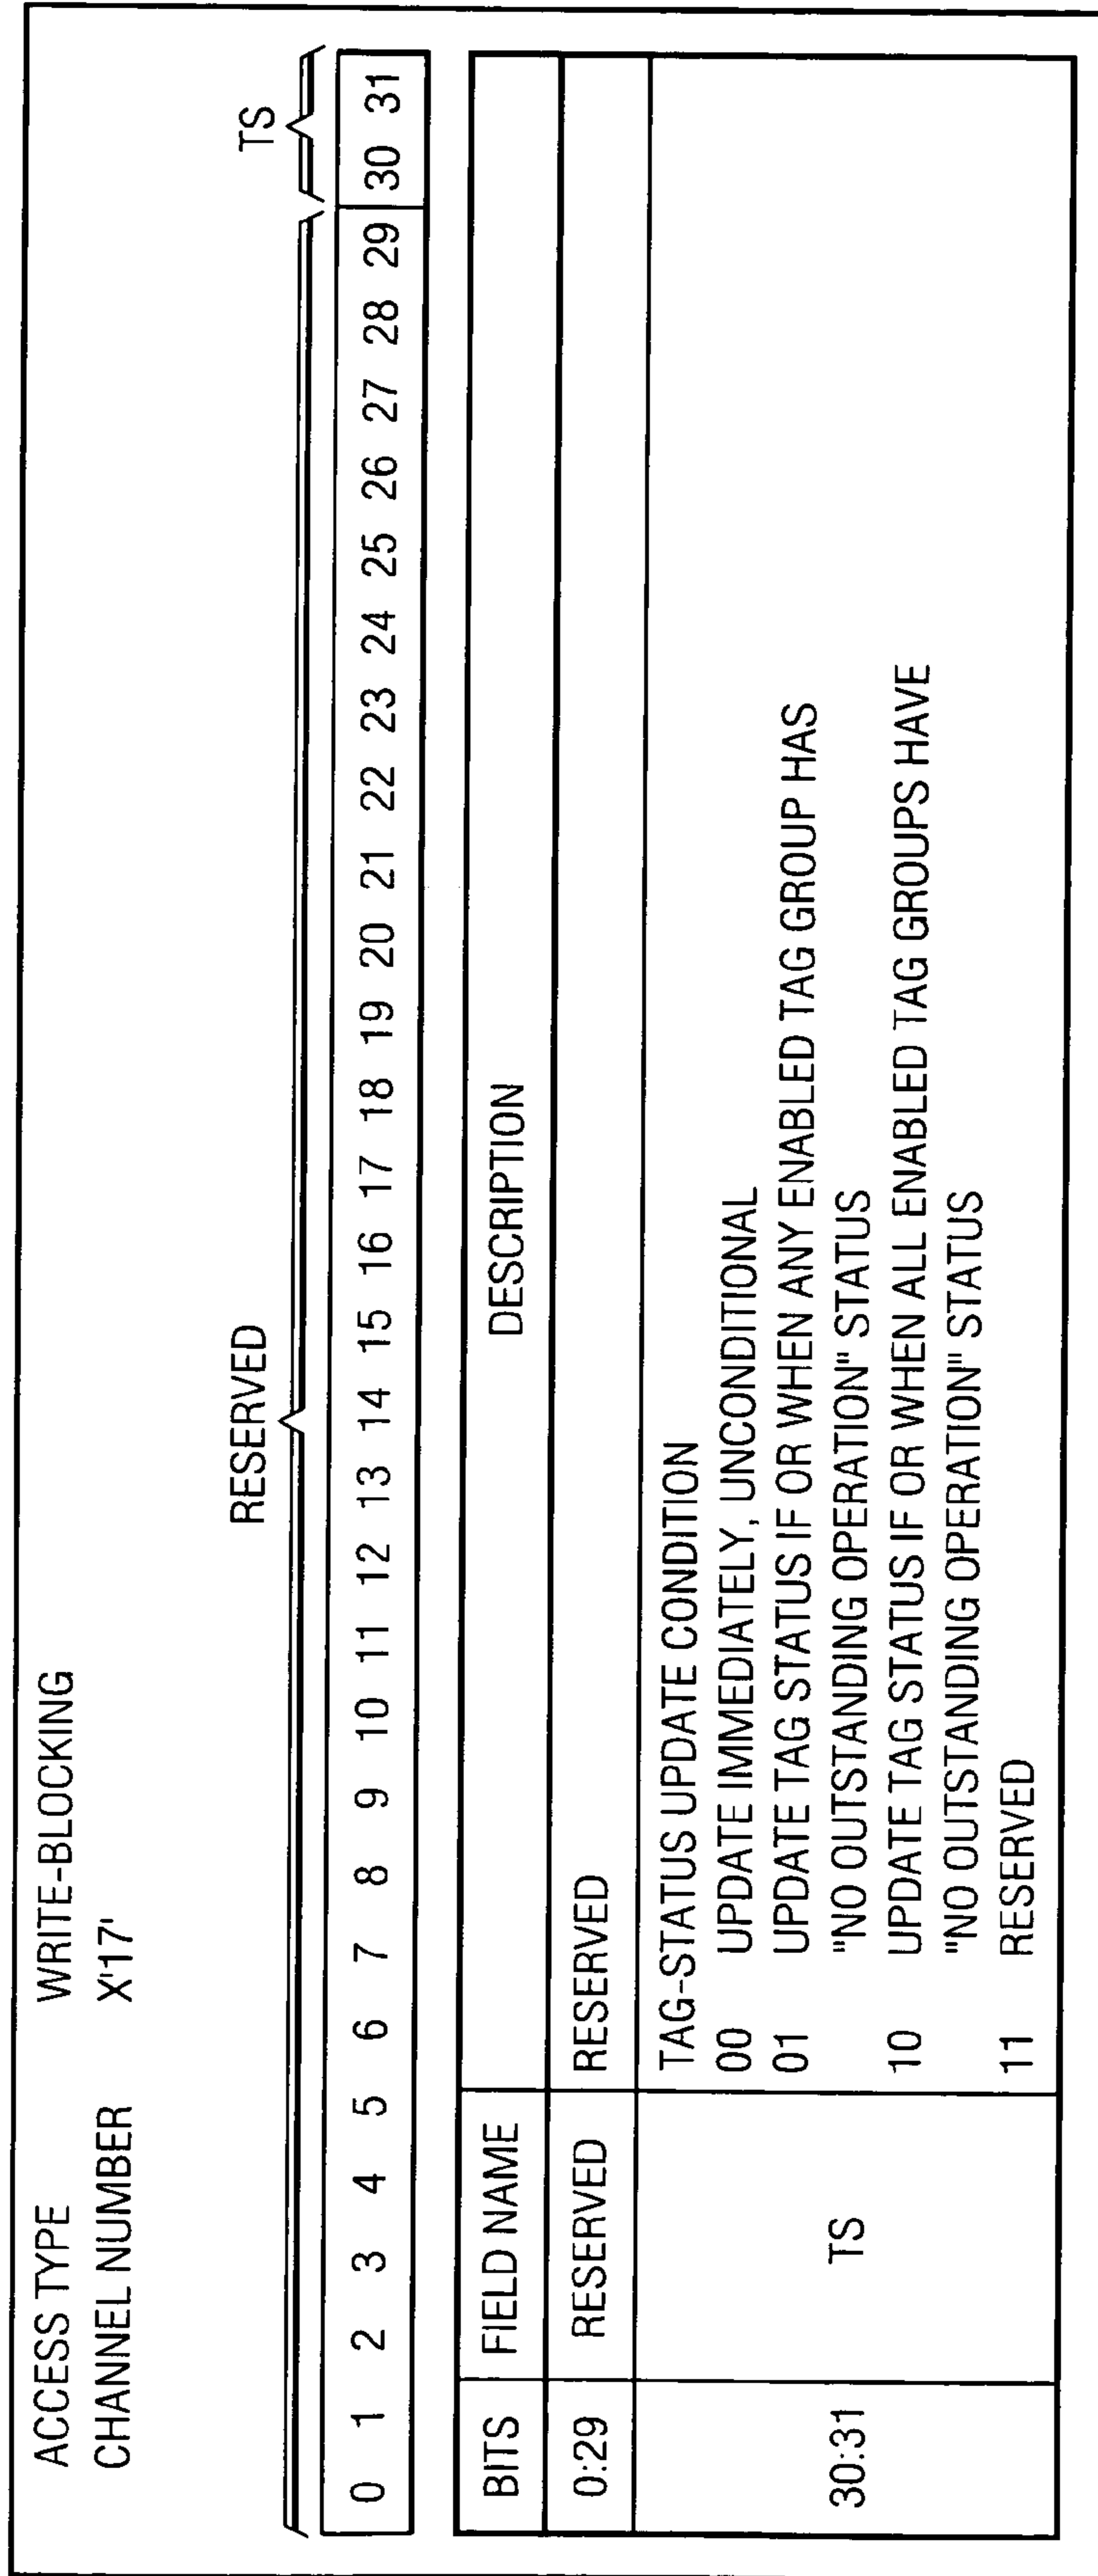 ACCESS TYPE WRITE-BLOCKING
CHANNEL NUMBER X'17'
RESERVED TS
0 1 2 3 4 5 6 7 8 9 10 11 12 13 14 15 16 17 18 19 20 21 22 23 24 25 26 27 28 29 30 31
BITS FIELD NAME DESCRIPTION
0:29 RESERVED RESERVED
30:31 TS TAG-STATUS UPDATE CONDITION
00 UPDATE IMMEDIATELY, UNCONDITIONAL
01 UPDATE TAG STATUS IF OR WHEN ANY ENABLED TAG GROUP HAS
"NO OUTSTANDING OPERATION" STATUS
10 UPDATE TAG STATUS IF OR WHEN ALL ENABLED TAG GROUPS HAVE
"NO OUTSTANDING OPERATION" STATUS
11 RESERVED